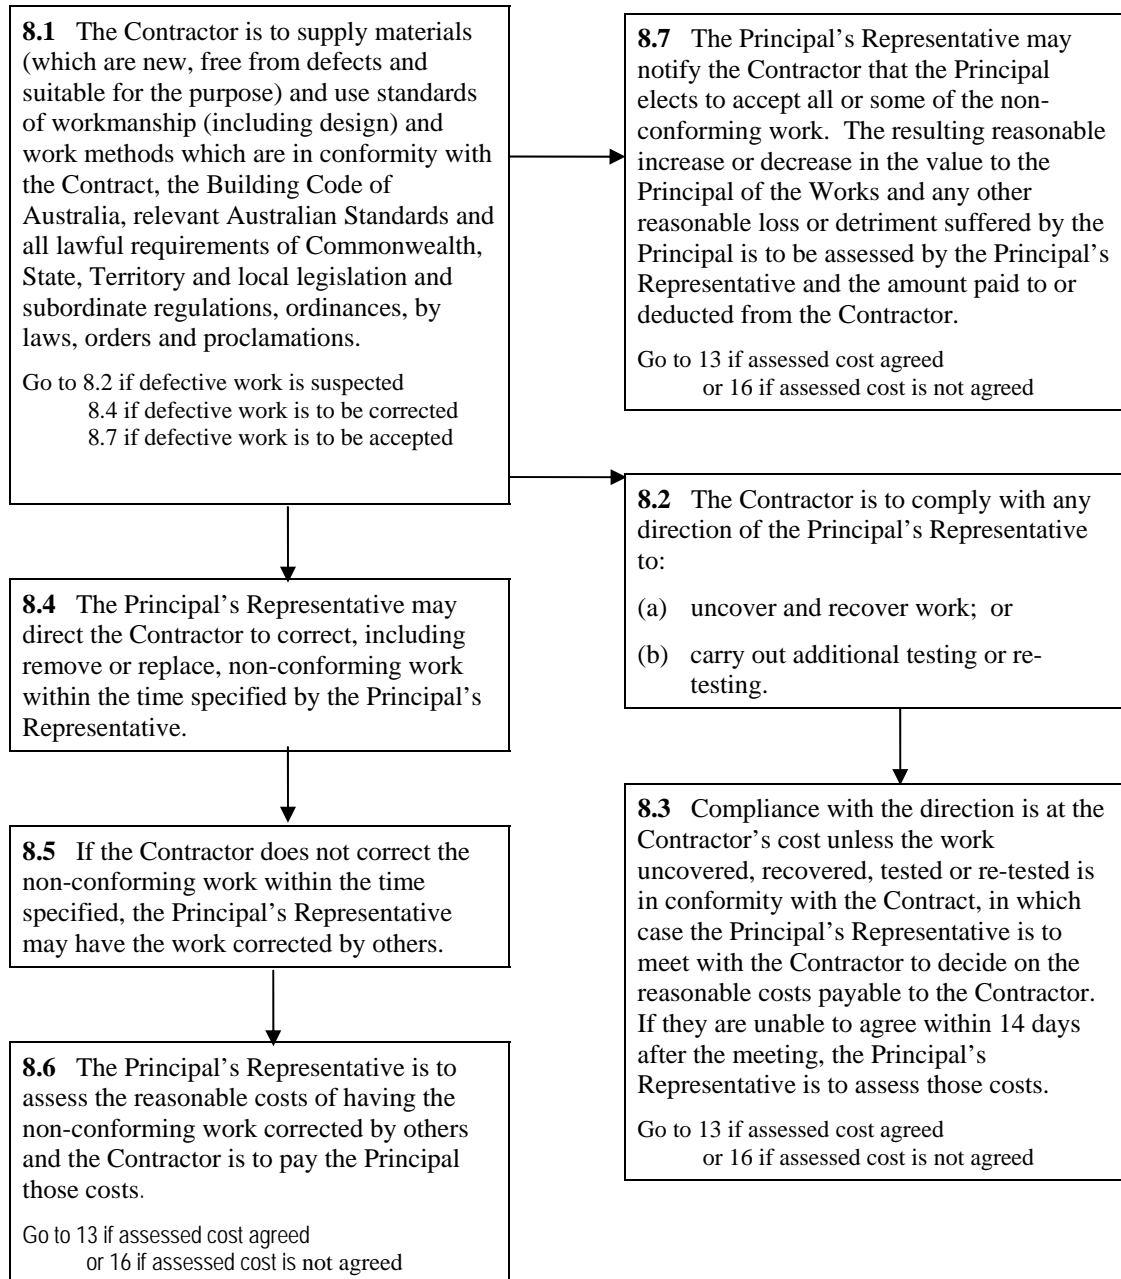 8.1 The Contractor is to supply materials
(which are new, free from defects and
suitable for the purpose) and use standards
of workmanship (including design) and
work methods which are in conformity with
the Contract, the Building Code of
Australia, relevant Australian Standards and
all lawful requirements of Commonwealth,
State, Territory and local legislation and
subordinate regulations, ordinances, by
laws, orders and proclamations.
Go to 8.2 if defective work is suspected
8.4 if defective work is to be corrected
8.7 if defective work is to be accepted
8.7 The Principal's Representative may
notify the Contractor that the Principal
elects to accept all or some of the non-
conforming work. The resulting reasonable
increase or decrease in the value to the
Principal of the Works and any other
reasonable loss or detriment suffered by the
Principal is to be assessed by the Principal's
Representative and the amount paid to or
deducted from the Contractor.
Go to 13 if assessed cost agreed
or 16 if assessed cost is not agreed
8.2 The Contractor is to comply with any
direction of the Principal's Representative
to:
(a) uncover and recover work; or
(b) carry out additional testing or re-
testing.
8.4 The Principal's Representative may
direct the Contractor to correct, including
remove or replace, non-conforming work
within the time specified by the Principal's
Representative.
8.3 Compliance with the direction is at the
Contractor's cost unless the work
uncovered, recovered, tested or re-tested is
in conformity with the Contract, in which
case the Principal's Representative is to
meet with the Contractor to decide on the
reasonable costs payable to the Contractor.
If they are unable to agree within 14 days
after the meeting, the Principal's
Representative is to assess those costs.
Go to 13 if assessed cost agreed
or 16 if assessed cost is not agreed
8.5 If the Contractor does not correct the
non-conforming work within the time
specified, the Principal's Representative
may have the work corrected by others.
8.6 The Principal's Representative is to
assess the reasonable costs of having the
non-conforming work corrected by others
and the Contractor is to pay the Principal
those costs.
Go to 13 if assessed cost agreed
or 16 if assessed cost is not agreed